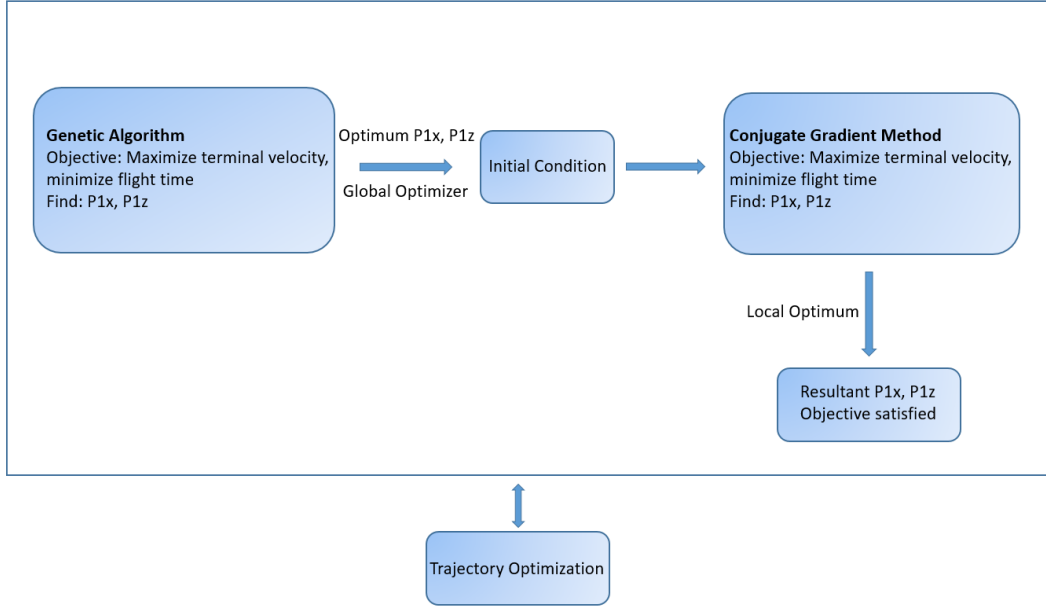 Genetic Algorithm
Objective: Maximize terminal velocity,
minimize flight time
Find: P1x, P1z
Optimum P1x, P1z
Global Optimizer
Initial Condition
Conjugate Gradient Method
Objective: Maximize terminal velocity,
minimize flight time
Find: P1x, P1z
Local Optimum
Resultant P1x, P1z
Objective satisfied
Trajectory Optimization